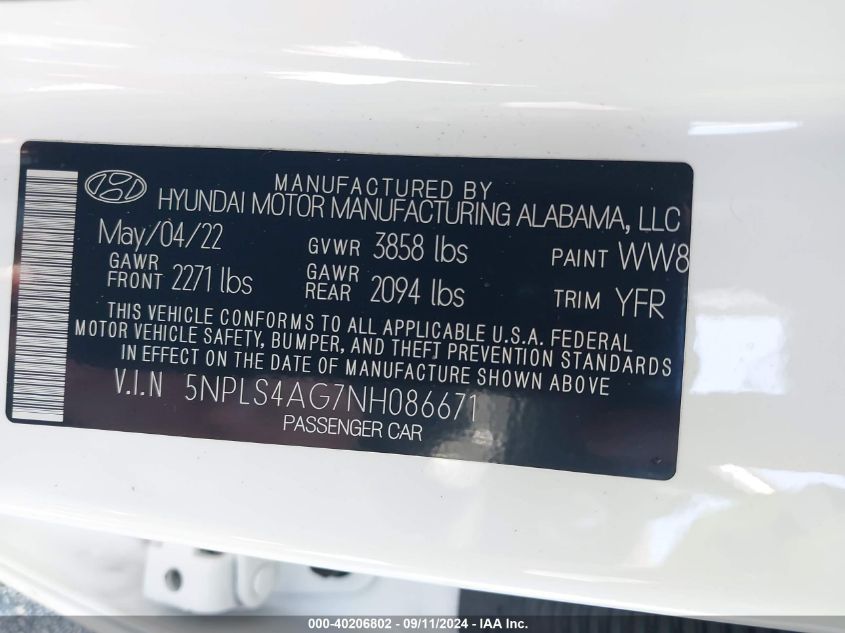 MANUFACTURED BY
HYUNDAI MOTOR MANUFACTURING ALABAMA, LLC
May/04/22 GVWR 3858 lbs PAINT WW8
GAWR FRONT 2271 lbs GAWR REAR 2094 lbs TRIM YFR
THIS VEHICLE CONFORMS TO ALL APPLICABLE U.S.A. FEDERAL
MOTOR VEHICLE SAFETY, BUMPER, AND THEFT PREVENTION STANDARDS
IN EFFECT ON THE DATE OF MANUFACTURE SHOWN ABOVE.
V.I.N 5NPLS4AG7NH086671
PASSENGER CAR
000-40206802 - 09/11/2024 - IAA Inc.